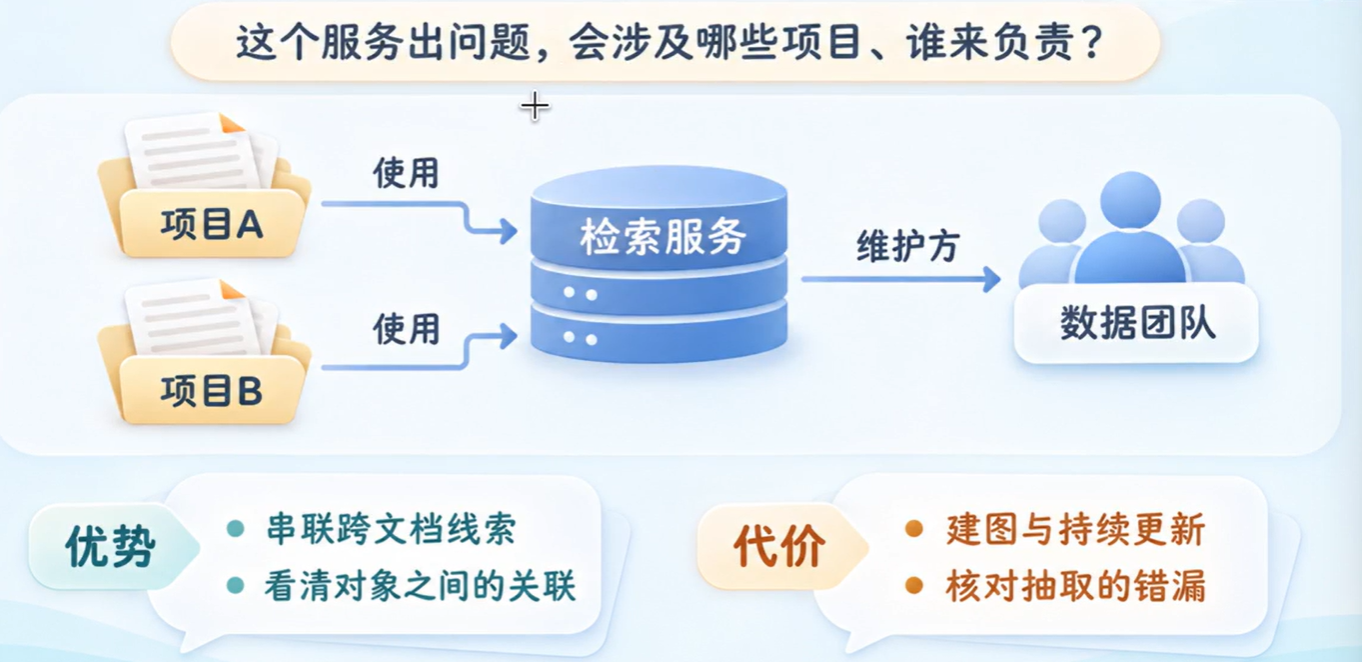 这个服务出问题，会涉及哪些项目、谁来负责？
使用
项目A
检索服务
维护方
数据团队
使用
项目B
优势
串联跨文档线索
看清对象之间的关联
代价
建图与持续更新
核对抽取的错漏